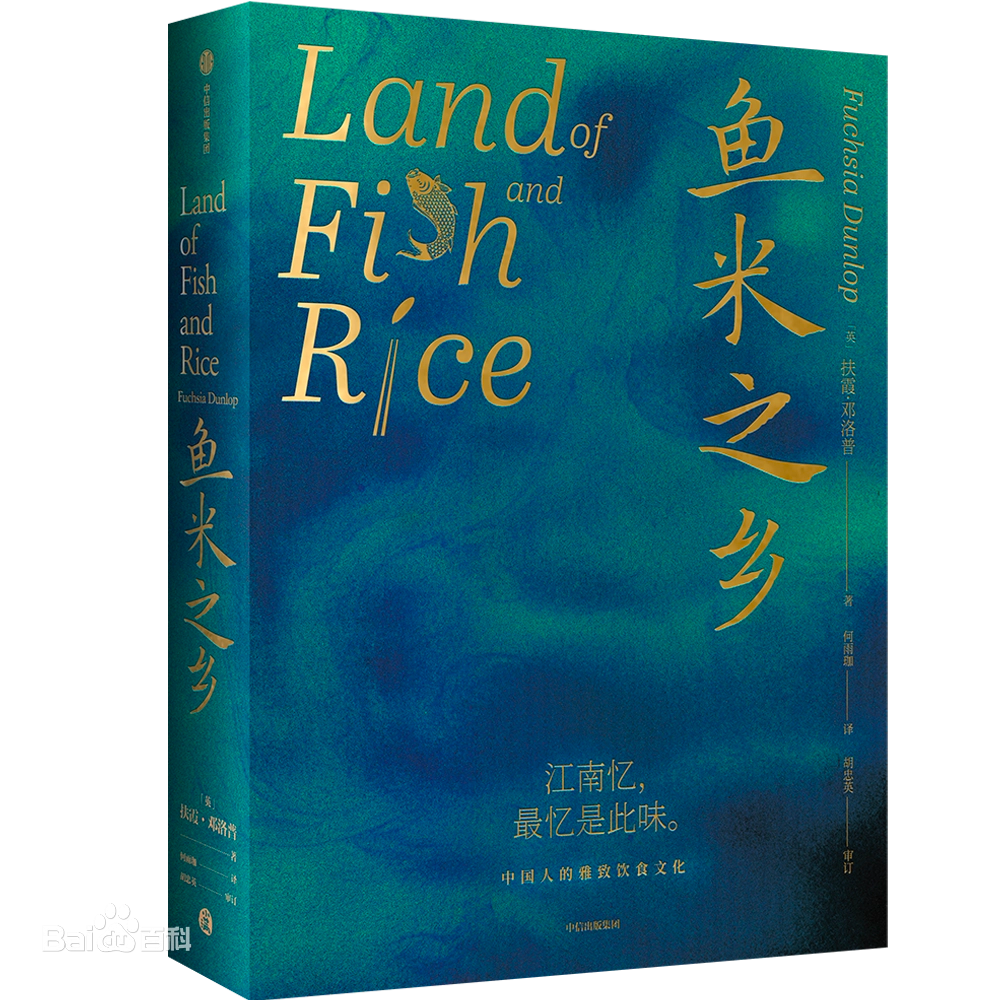 Land of
Fish and
Rice
鱼米之乡
Fuchsia Dunlop
[英]扶霞·邓洛普 著 何雨珈 译 胡忠英 审订
江南忆，
最忆是此味。
中国人的雅致饮食文化
中信出版集团
中信出版集团
Land
of
Fish
and
Rice
Fuchsia Dunlop
鱼米之乡
[英]
扶霞·邓洛普 著
何雨珈 译
胡忠英 审订
Baidu百科